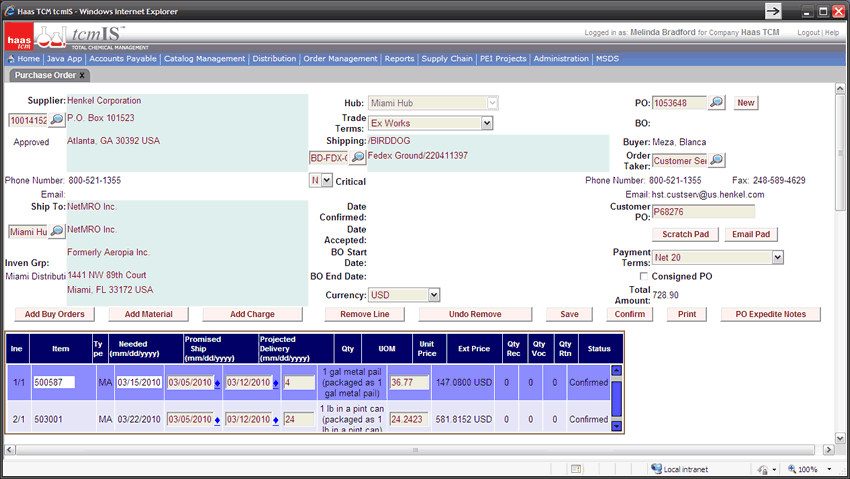 Haas TCM tcmIS - Windows Internet Explorer
haas tcm tcmIS™ TOTAL CHEMICAL MANAGEMENT
Logged in as: Melinda Bradford for Company Haas TCM Logout | Help
Home | Java App | Accounts Payable | Catalog Management | Distribution | Order Management | Reports | Supply Chain | PEI Projects | Administration | MSDS
Purchase Order X
Supplier: Henkel Corporation Hub: Miami Hub PO: 1053648 New
10014152 P.O. Box 101523 Trade Terms: Ex Works BO:
Approved Atlanta, GA 30392 USA Shipping: /BIRDDOG Buyer: Meza, Blanca
BD-FDX-G Fedex Ground/220411397 Order Taker: Customer Ser
Phone Number: 800-521-1355 N Critical Phone Number: 800-521-1355 Fax: 248-589-4629
Email: Email: hst.custserv@us.henkel.com
Ship To: NetMRO Inc. Date Confirmed: Customer PO: P68276
Miami Hu NetMRO Inc. Date Accepted: Scratch Pad Email Pad
Formerly Aeropia Inc. BO Start Date: Payment Terms: Net 20
Inven Grp:
Miami Distributi 1441 NW 89th Court BO End Date: Consigned PO
Miami, FL 33172 USA Currency: USD Total Amount: 728.90
Add Buy Orders Add Material Add Charge Remove Line Undo Remove Save Confirm Print PO Expedite Notes
ine Item Ty pe Needed (mm/dd/yyyy) Promised Ship (mm/dd/yyyy) Projected Delivery (mm/dd/yyyy) Qty UOM Unit Price Ext Price Qty Rec Qty Voc Qty Rtn Status
1/1 500587 MA 03/15/2010 03/05/2010 03/12/2010 4 1 gal metal pail (packaged as 1 gal metal pail) 36.77 147.0800 USD 0 0 0 Confirmed
2/1 503001 MA 03/22/2010 03/05/2010 03/12/2010 24 1 lb in a pint can (packaged as 1 lb in a pint can) 24.2423 581.8152 USD 0 0 0 Confirmed
Local intranet 100%